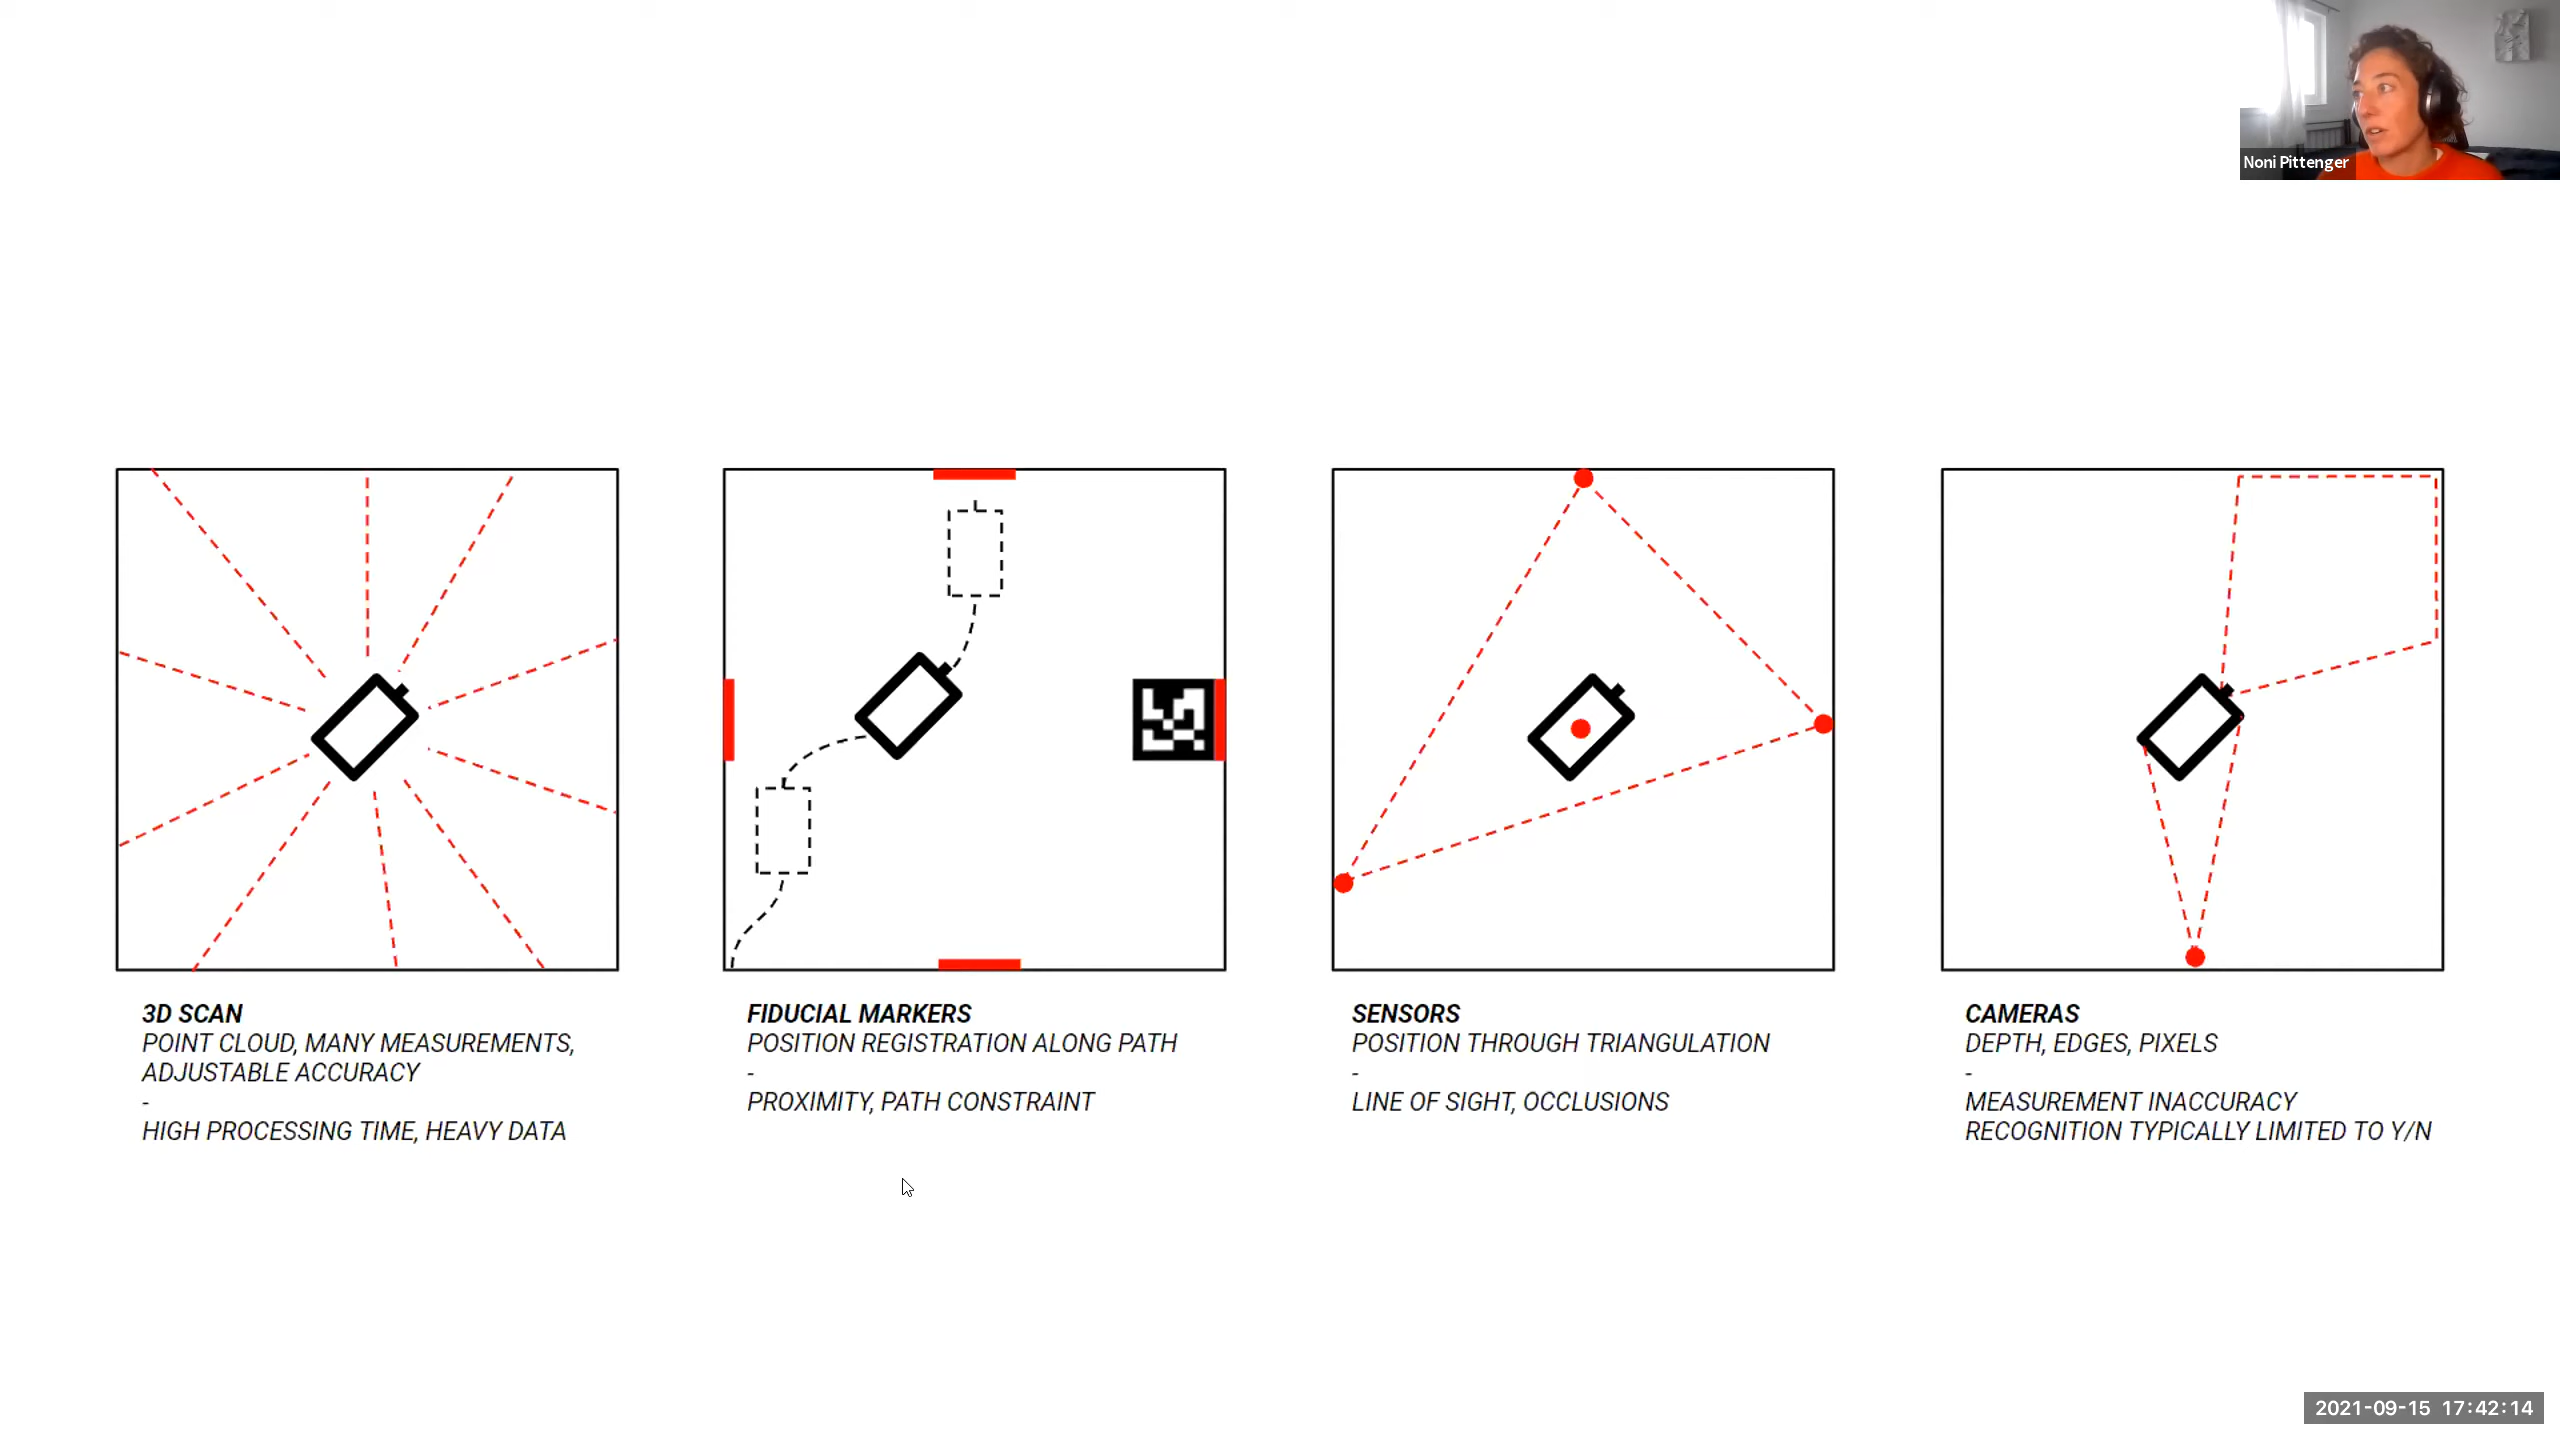 Noni Pittenger
3D SCAN
POINT CLOUD, MANY MEASUREMENTS,
ADJUSTABLE ACCURACY
-
HIGH PROCESSING TIME, HEAVY DATA
FIDUCIAL MARKERS
POSITION REGISTRATION ALONG PATH
-
PROXIMITY, PATH CONSTRAINT
SENSORS
POSITION THROUGH TRIANGULATION
-
LINE OF SIGHT, OCCLUSIONS
CAMERAS
DEPTH, EDGES, PIXELS
-
MEASUREMENT INACCURACY
RECOGNITION TYPICALLY LIMITED TO Y/N
2021-09-15 17:42:14